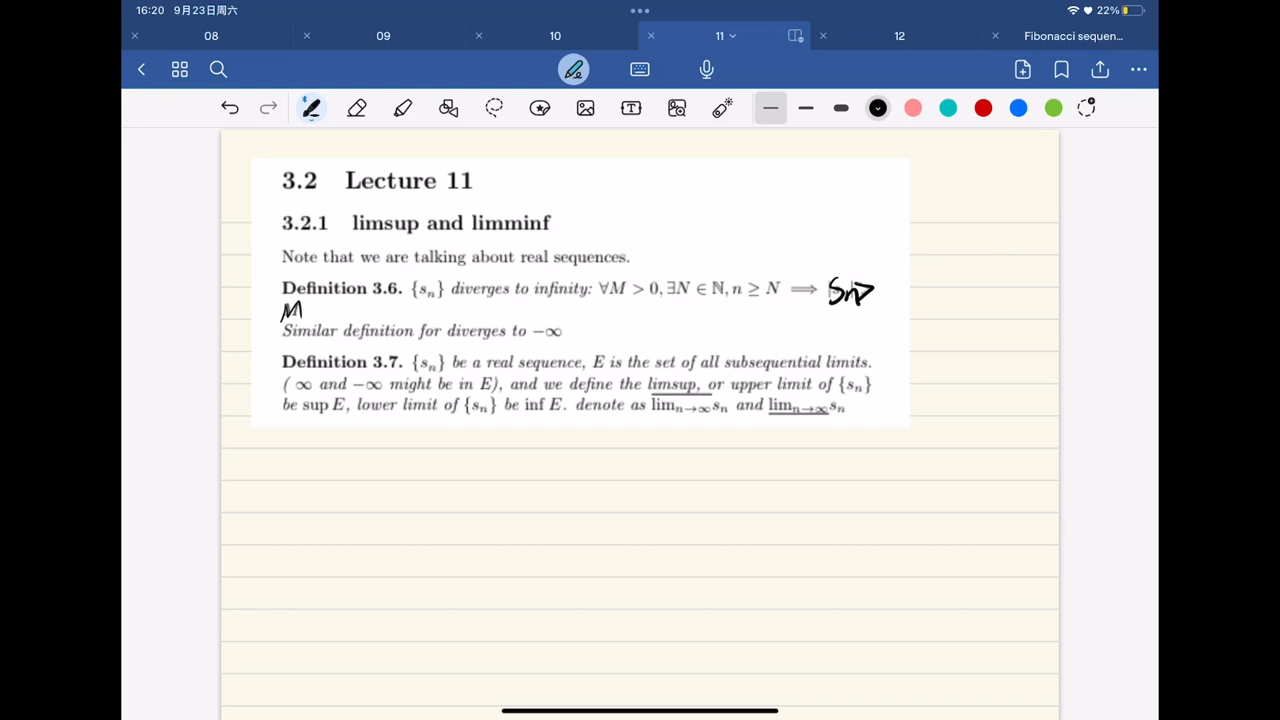 16:20 9月23日周六
22%
08 09 10 11 12 Fibonacci sequen...
3.2 Lecture 11
3.2.1 limsup and limminf
Note that we are talking about real sequences.
Definition 3.6. {sₙ} diverges to infinity: ∀M > 0, ∃N ∈ ℕ, n ≥ N ⟹ Sn>
M
Similar definition for diverges to −∞
Definition 3.7. {sₙ} be a real sequence, E is the set of all subsequential limits.
( ∞ and −∞ might be in E), and we define the limsup, or upper limit of {sₙ}
be sup E, lower limit of {sₙ} be inf E. denote as l̅i̅m̅ₙ→∞sₙ and l̲i̲m̲ₙ→∞sₙ